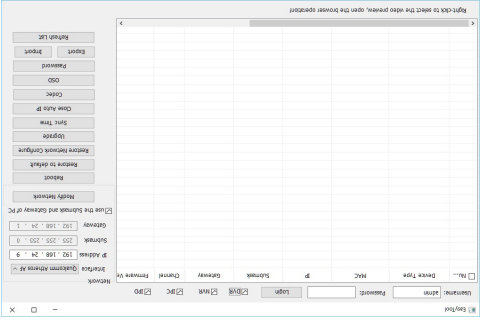 EasyTool
Username: admin Password: Login DVR NVR IPC IPD
Nu... Device Type MAC IP Submask Gateway Channel Firmware Ve
Network
Interface Qualcomm Atheros AF
IP Address 192 . 168 . 24 . 9
Submask 255 . 255 . 255 . 0
Gateway 192 . 168 . 24 . 1
use the Submask and Gateway of PC
Modify Network
Reboot
Restore to default
Restore Network Configure
Upgrade
Sync Time
Close Auto IP
Codec
OSD
Password
Export Import
Refresh List
Right-click to select the video preview, open the browser operation!